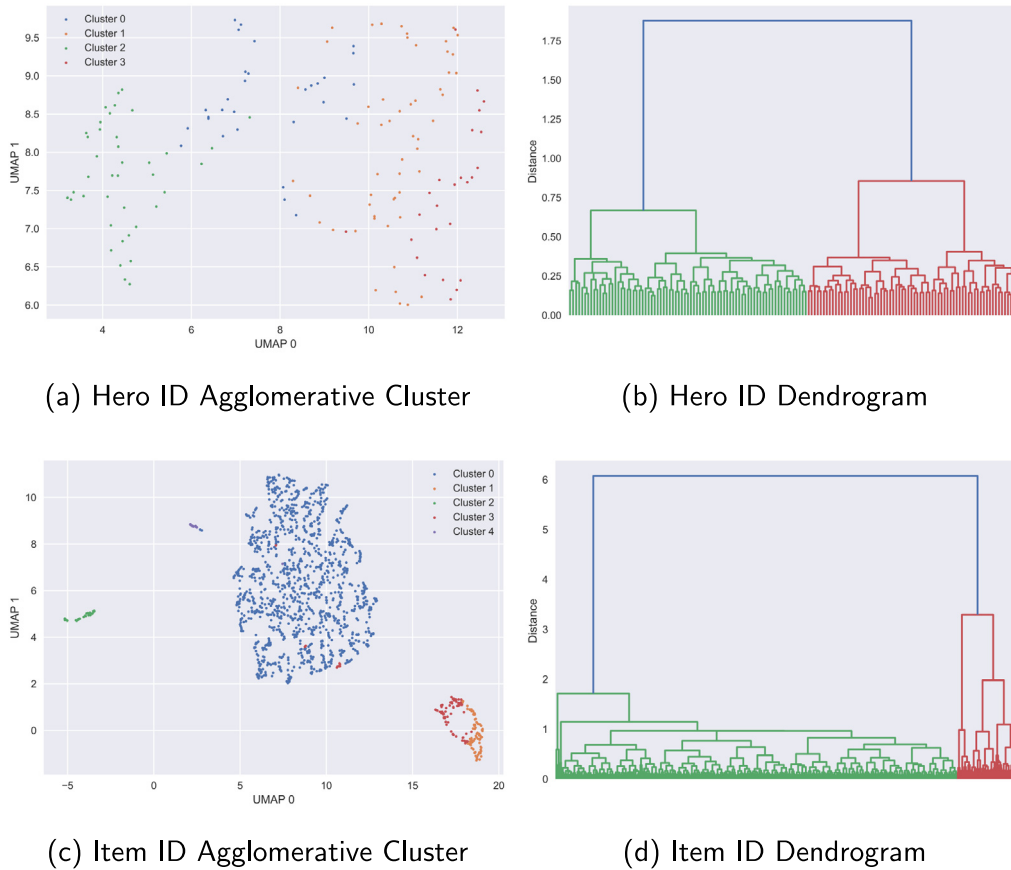 Cluster 0
Cluster 1
Cluster 2
Cluster 3
9.5
9.0
8.5
8.0
7.5
7.0
6.5
6.0
UMAP 1
4
6
8
10
12
UMAP 0
1.75
1.50
1.25
1.00
0.75
0.50
0.25
0.00
Distance
(a) Hero ID Agglomerative Cluster
(b) Hero ID Dendrogram
Cluster 0
Cluster 1
Cluster 2
Cluster 3
Cluster 4
10
8
6
4
2
0
UMAP 1
−5
0
5
10
15
20
UMAP 0
6
5
4
3
2
1
0
Distance
(c) Item ID Agglomerative Cluster
(d) Item ID Dendrogram